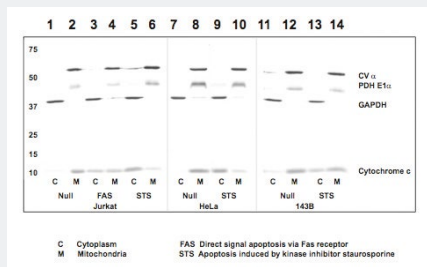 1 2 3 4 5 6 7 8 9 10 11 12 13 14
75
50
37
20
15
10
CV α
PDH E1α
GAPDH
Cytochrome c
C M C M C M C M C M C M C M
Null FAS STS Null STS Null STS
Jurkat HeLa 143B
C Cytoplasm FAS Direct signal apoptosis via Fas receptor
M Mitochondria STS Apoptosis induced by kinase inhibitor staurosporine